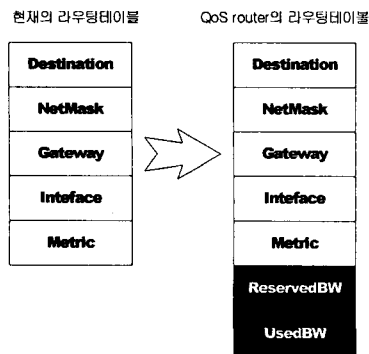 현재의 라우팅테이블
QoS router의 라우팅테이블
Destination
NetMask
Gateway
Inteface
Metric
Destination
NetMask
Gateway
Inteface
Metric
ReservedBW
UsedBW